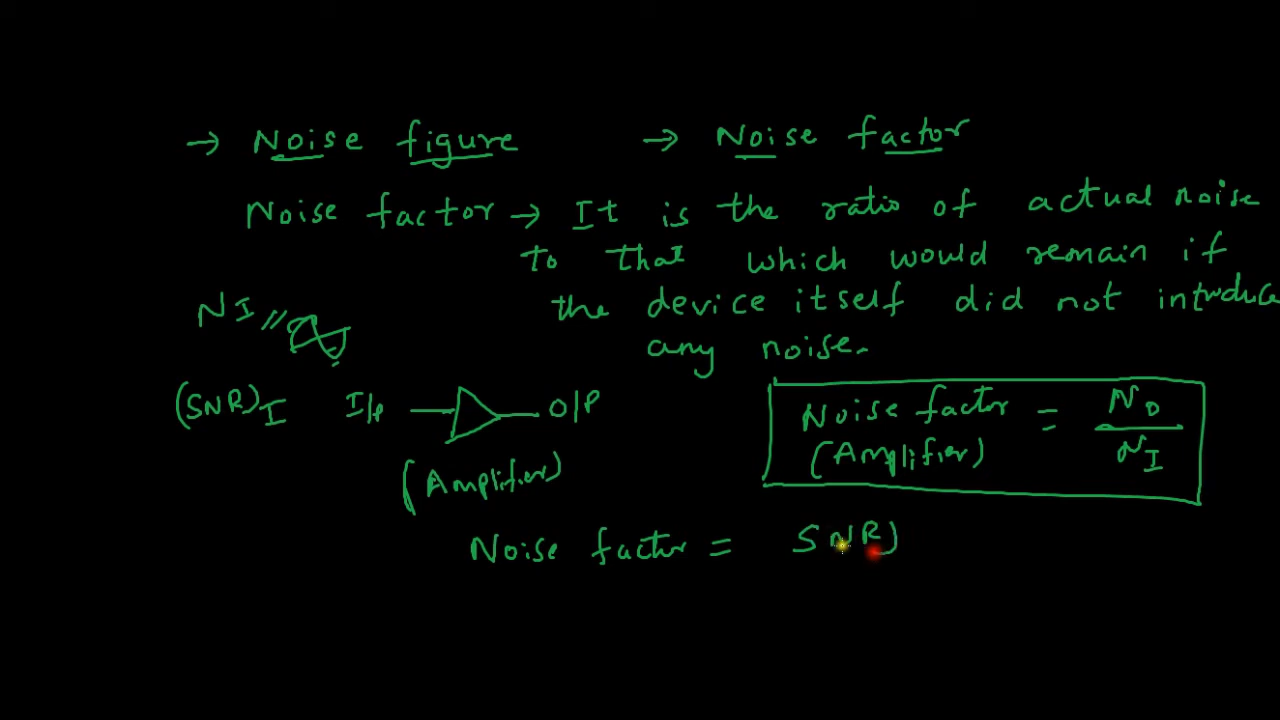 → Noise figure → Noise factor
Noise factor → It is the ratio of actual noise
to that which would remain if
the device itself did not introduce
any noise.
NI //
(SNR)I I/p O/P
(Amplifier)
Noise factor = NO / NI
(Amplifier)
Noise factor = SNR)